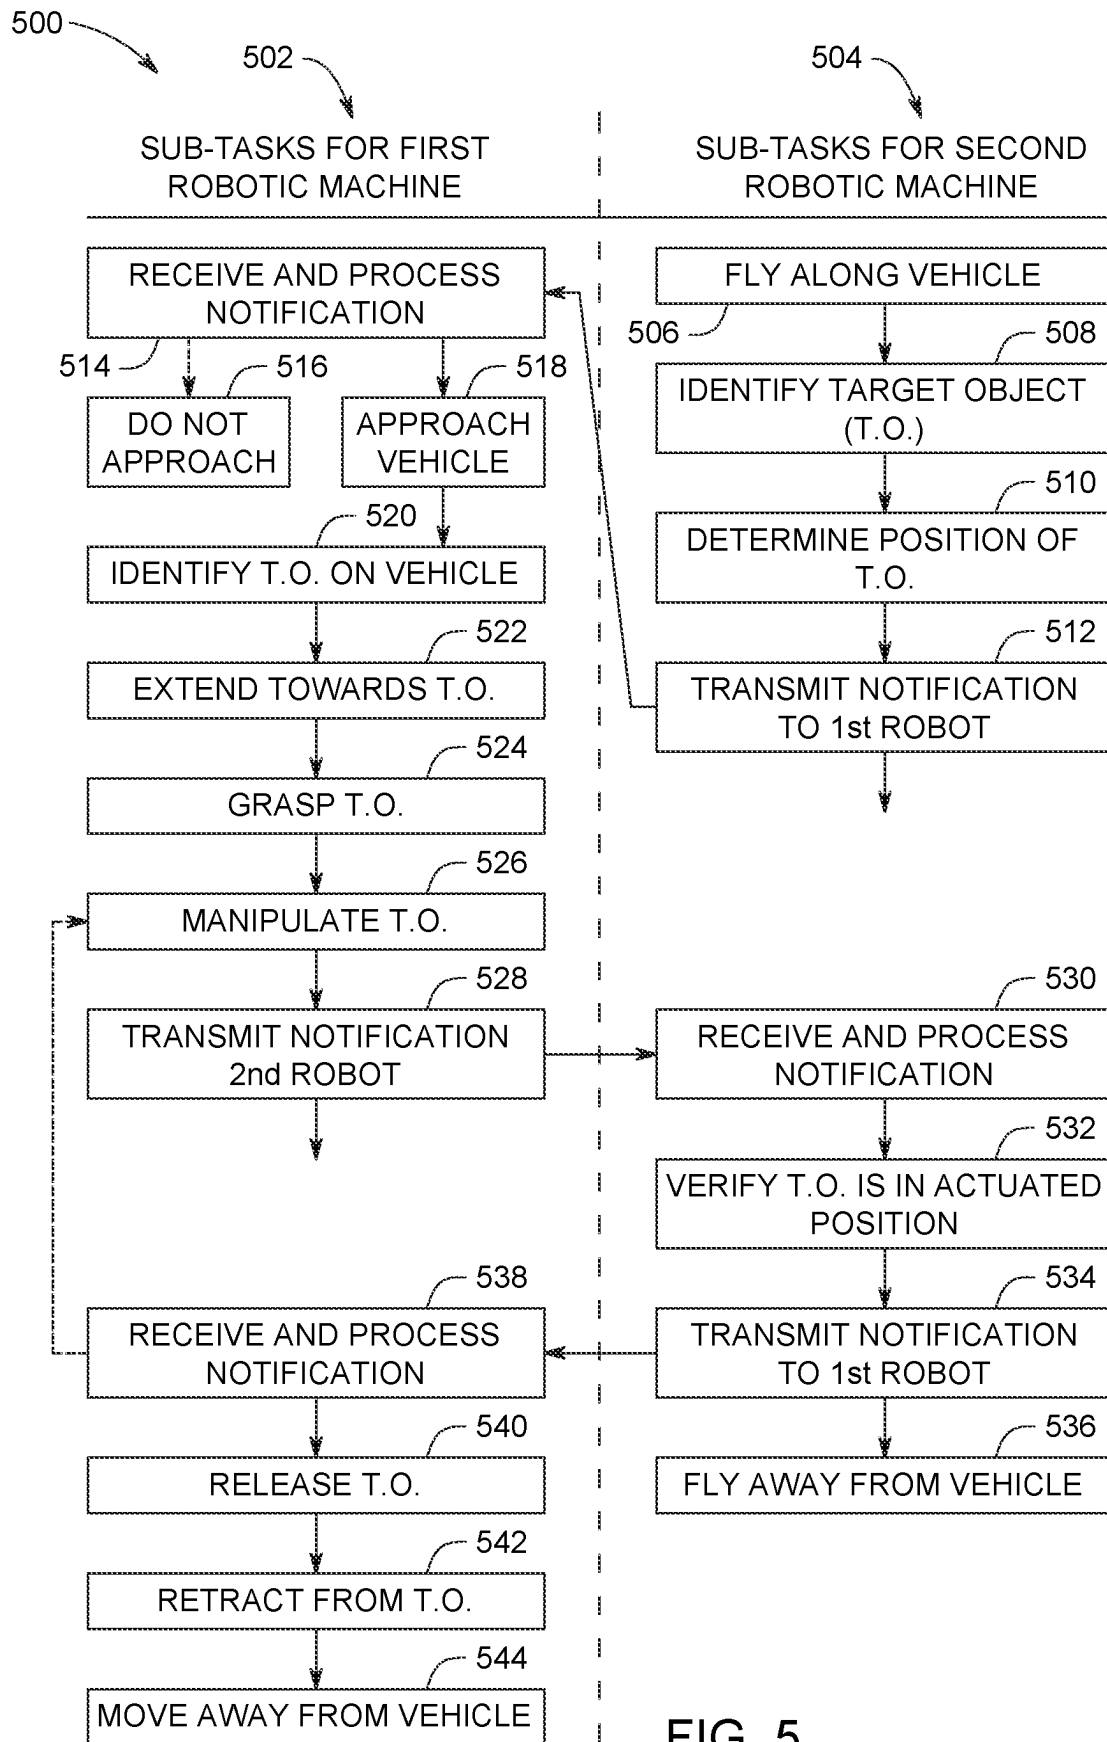 500
502
504
SUB-TASKS FOR FIRST
ROBOTIC MACHINE
SUB-TASKS FOR SECOND
ROBOTIC MACHINE
RECEIVE AND PROCESS
NOTIFICATION
FLY ALONG VEHICLE
506
508
514
516
518
IDENTIFY TARGET OBJECT
(T.O.)
DO NOT
APPROACH
APPROACH
VEHICLE
510
520
DETERMINE POSITION OF
T.O.
IDENTIFY T.O. ON VEHICLE
522
512
EXTEND TOWARDS T.O.
TRANSMIT NOTIFICATION
TO 1st ROBOT
524
GRASP T.O.
526
MANIPULATE T.O.
528
530
TRANSMIT NOTIFICATION
2nd ROBOT
RECEIVE AND PROCESS
NOTIFICATION
532
VERIFY T.O. IS IN ACTUATED
POSITION
538
534
RECEIVE AND PROCESS
NOTIFICATION
TRANSMIT NOTIFICATION
TO 1st ROBOT
540
536
RELEASE T.O.
FLY AWAY FROM VEHICLE
542
RETRACT FROM T.O.
544
MOVE AWAY FROM VEHICLE
FIG. 5